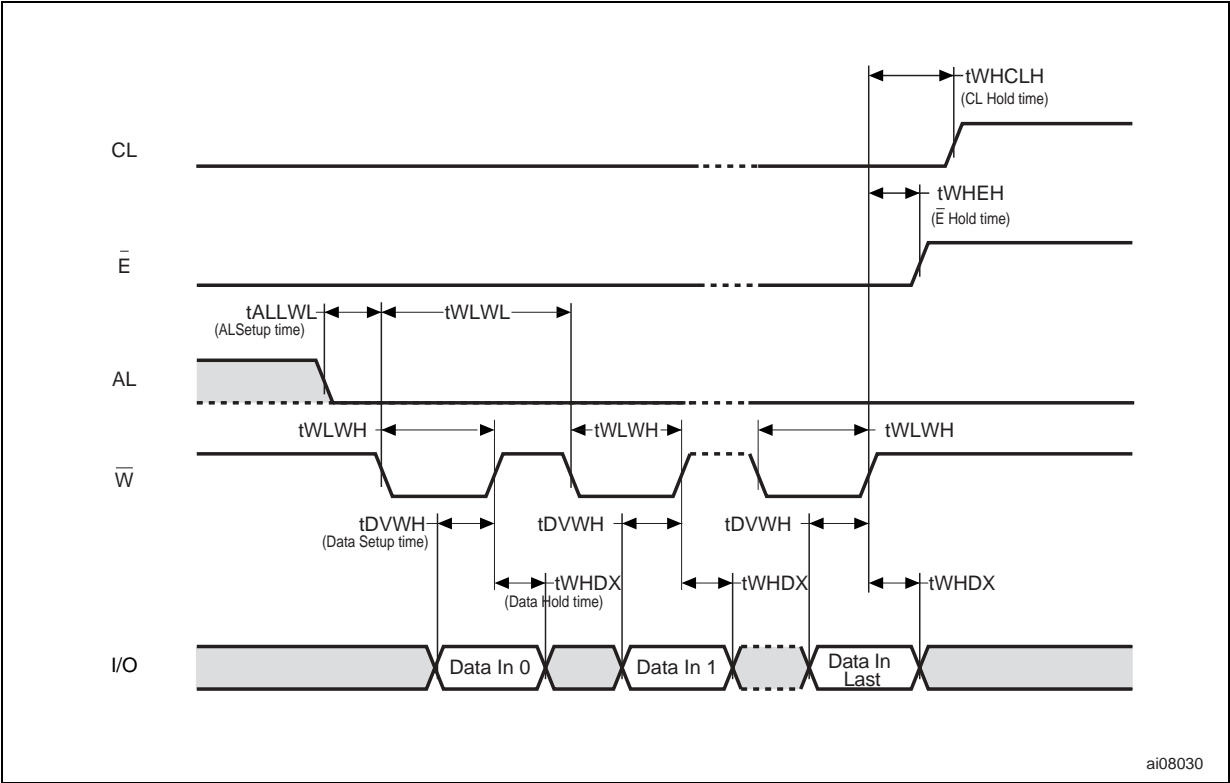 tWHCLH
(CL Hold time)
CL
tWHEH
(E̅ Hold time)
E̅
tALLWL
tWLWL
(ALSetup time)
AL
tWLWH
tWLWH
tWLWH
W̅
tDVWH
tDVWH
tDVWH
(Data Setup time)
tWHDX
tWHDX
tWHDX
(Data Hold time)
I/O
Data In 0
Data In 1
Data In
Last
ai08030